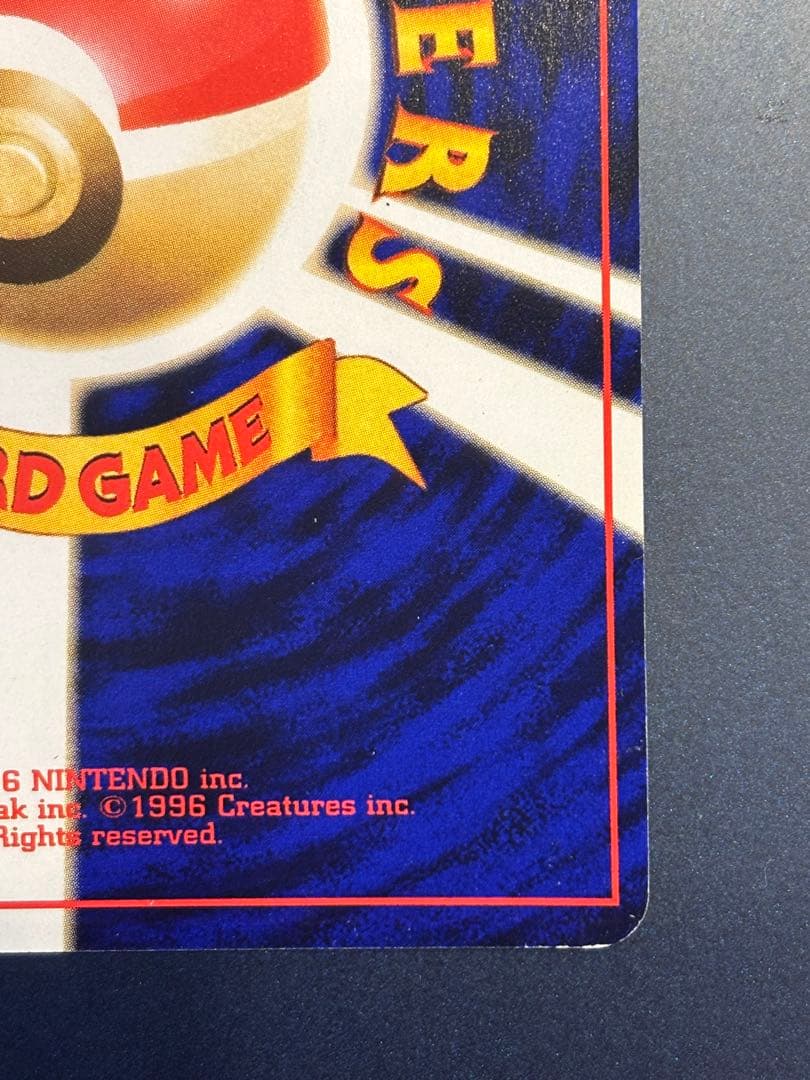 ERS
RD GAME
6 NINTENDO inc.
ak inc. ©1996 Creatures inc.
Rights reserved.